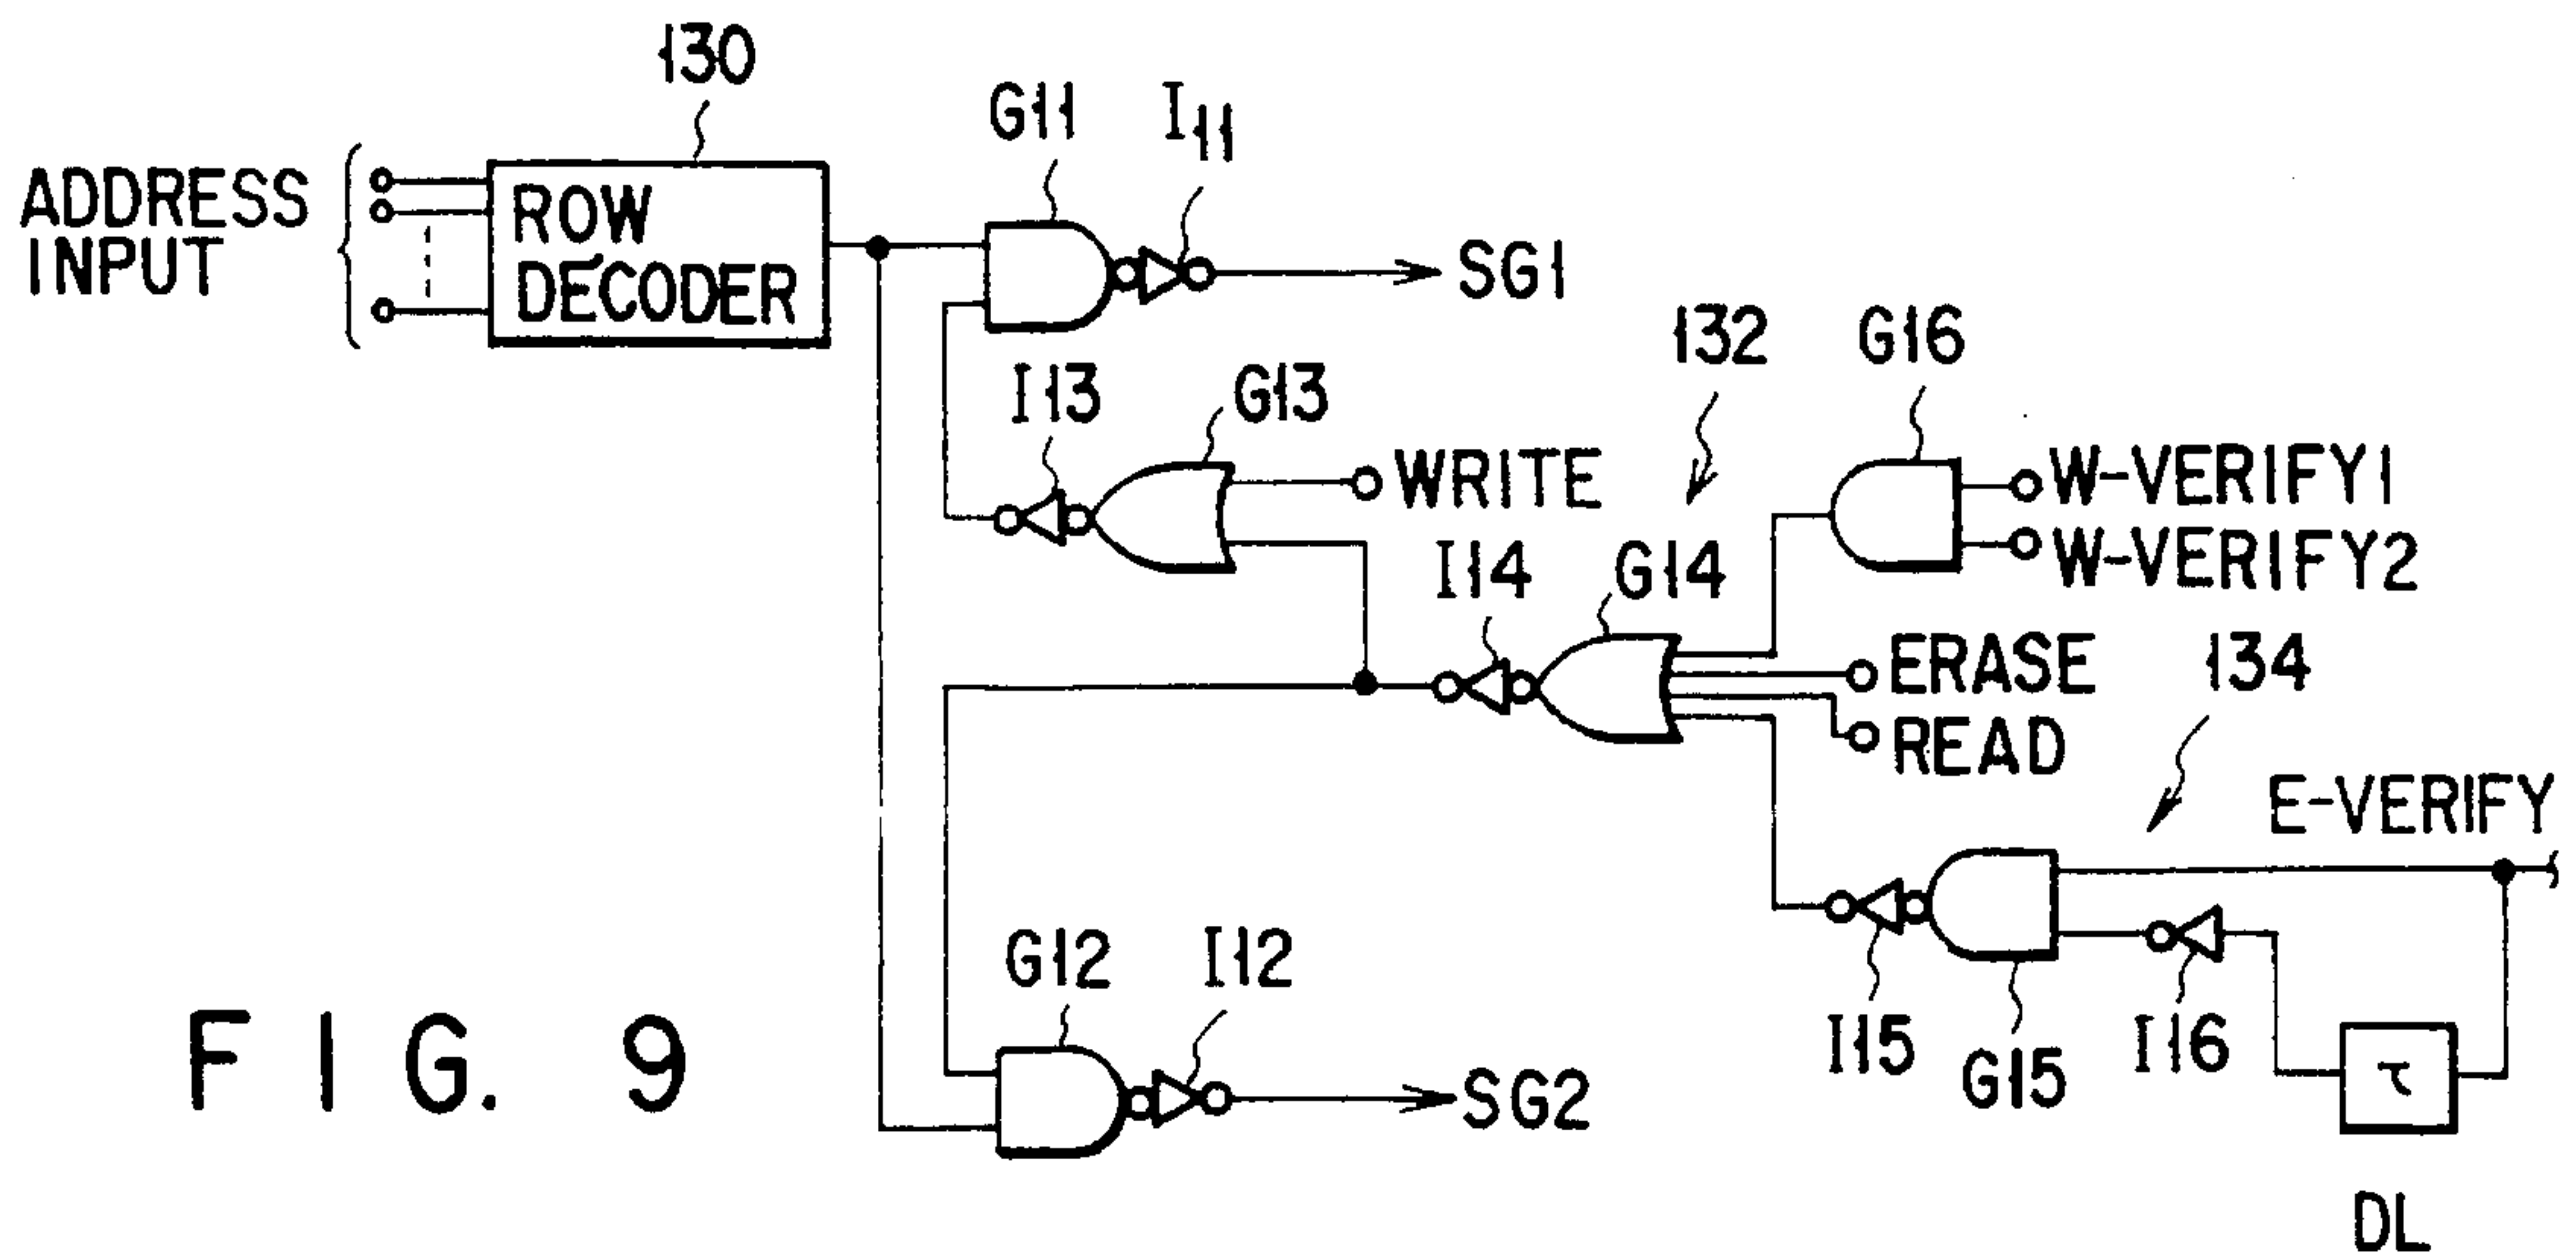 130
G11
I11
ADDRESS
INPUT
ROW
DECODER
SG1
132
G16
I13
G13
WRITE
W-VERIFY1
W-VERIFY2
I14
G14
ERASE
READ
134
E-VERIFY
G12
I12
SG2
I15
G15
I16
τ
DL
FIG. 9